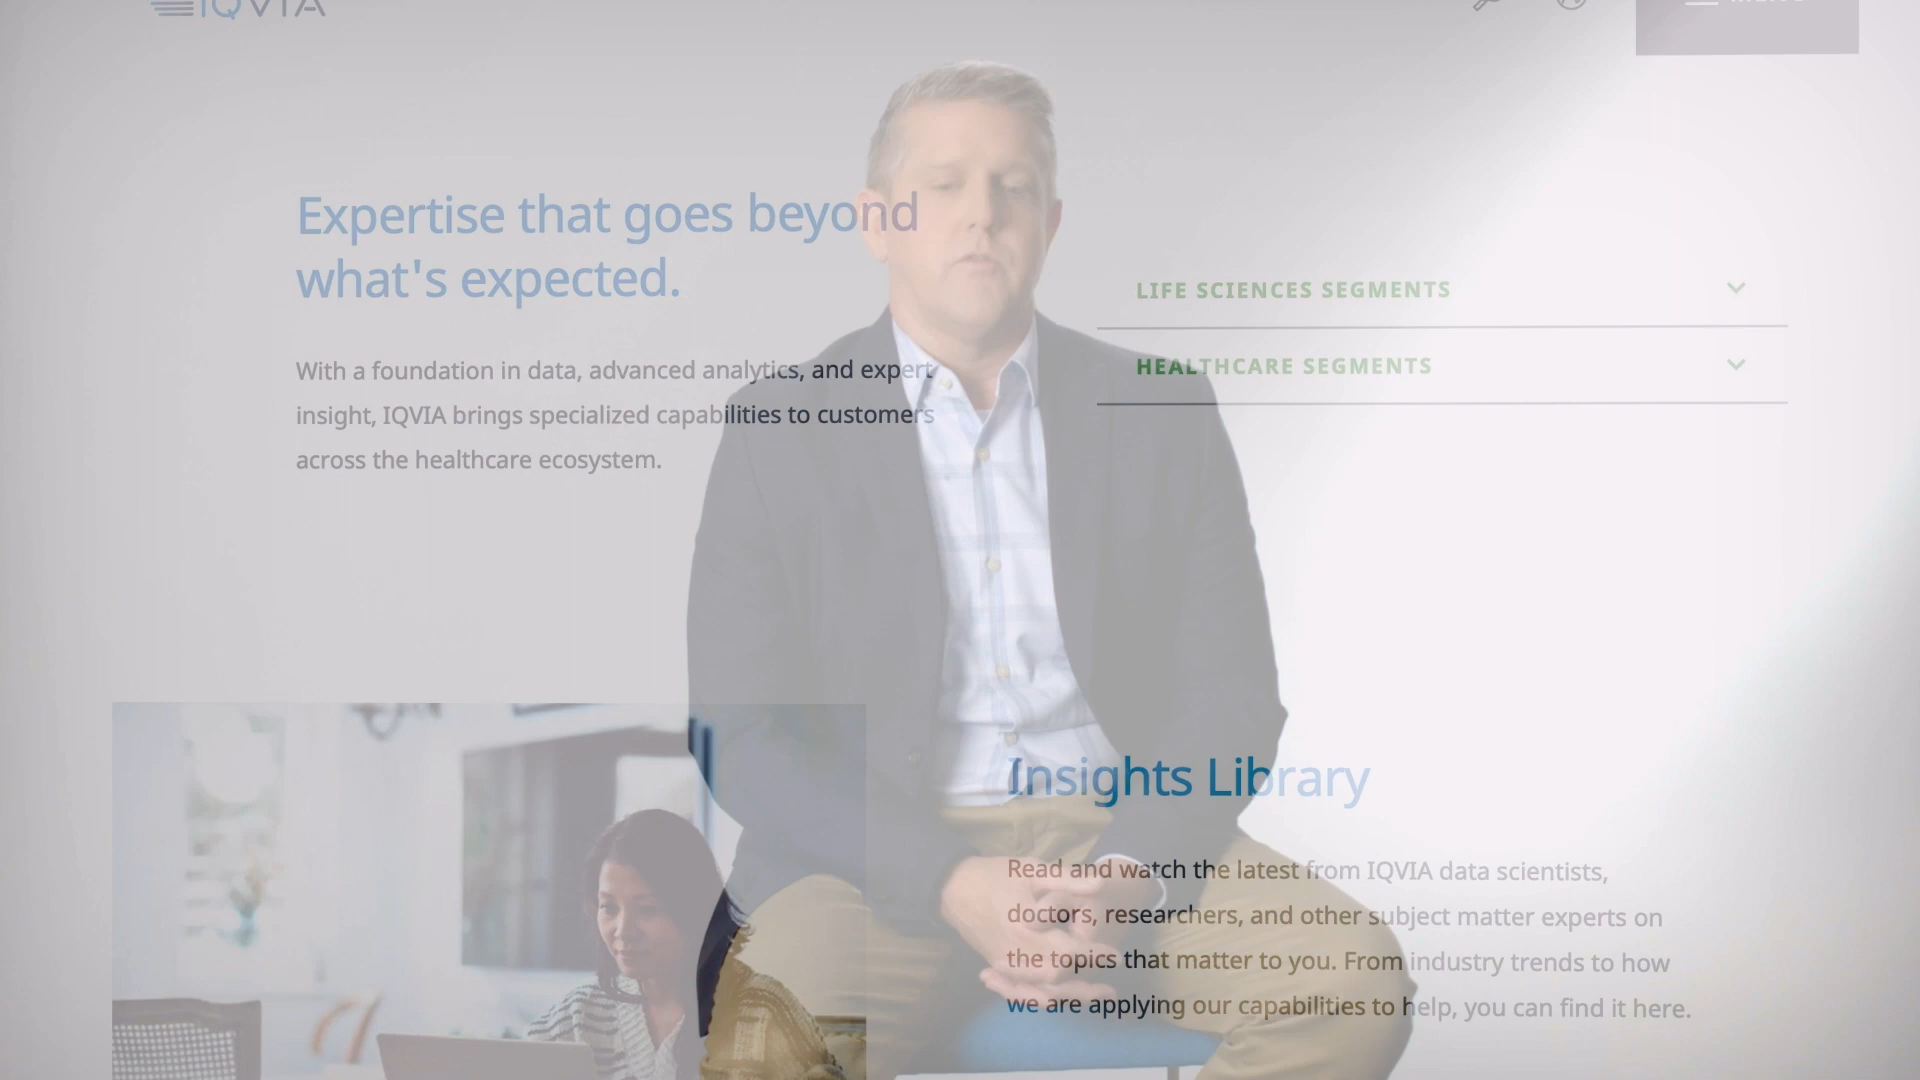 IQVIA
Expertise that goes beyond
what's expected.
With a foundation in data, advanced analytics, and expert
insight, IQVIA brings specialized capabilities to customers
across the healthcare ecosystem.
LIFE SCIENCES SEGMENTS
HEALTHCARE SEGMENTS
Insights Library
Read and watch the latest from IQVIA data scientists,
doctors, researchers, and other subject matter experts on
the topics that matter to you. From industry trends to how
we are applying our capabilities to help, you can find it here.